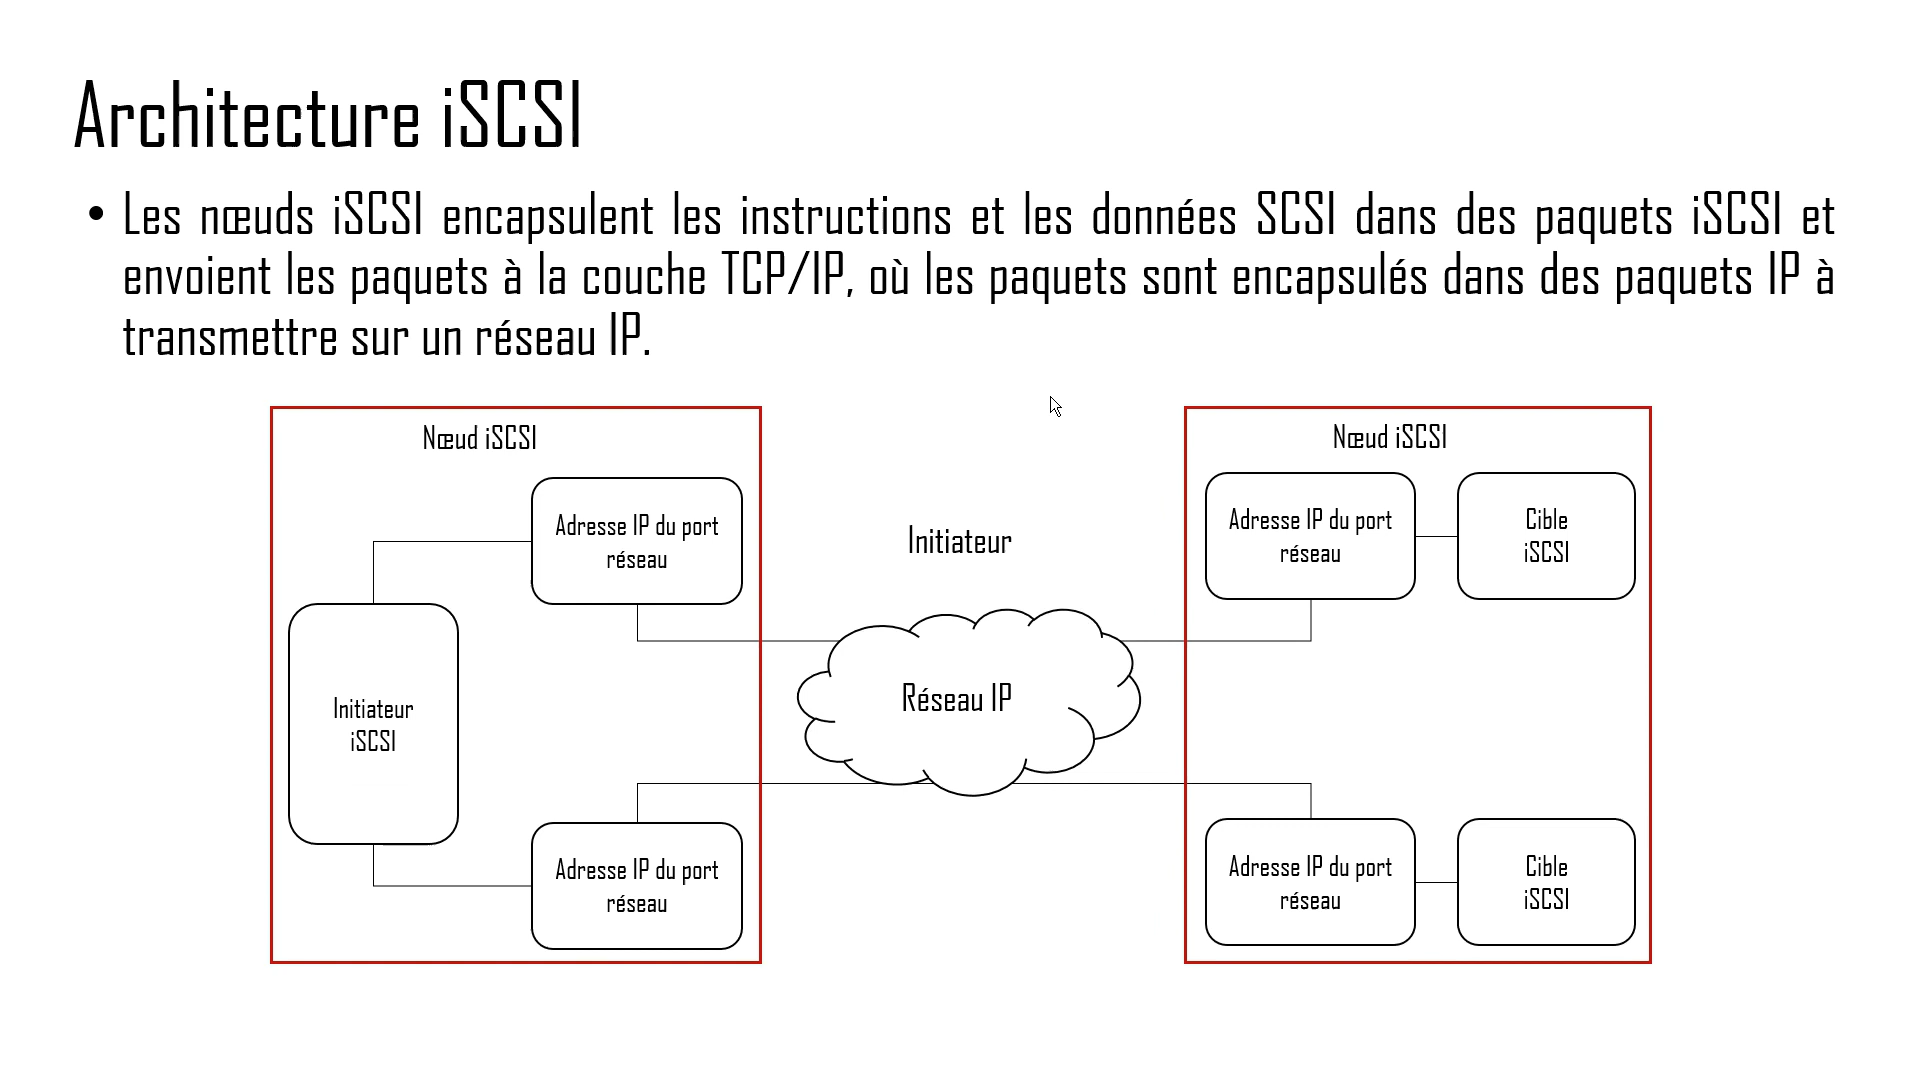 Architecture iSCSI
• Les nœuds iSCSI encapsulent les instructions et les données SCSI dans des paquets iSCSI et
envoient les paquets à la couche TCP/IP, où les paquets sont encapsulés dans des paquets IP à
transmettre sur un réseau IP.
Nœud iSCSI
Adresse IP du port
réseau
Initiateur
iSCSI
Adresse IP du port
réseau
Initiateur
Réseau IP
Nœud iSCSI
Adresse IP du port
réseau
Cible
iSCSI
Adresse IP du port
réseau
Cible
iSCSI